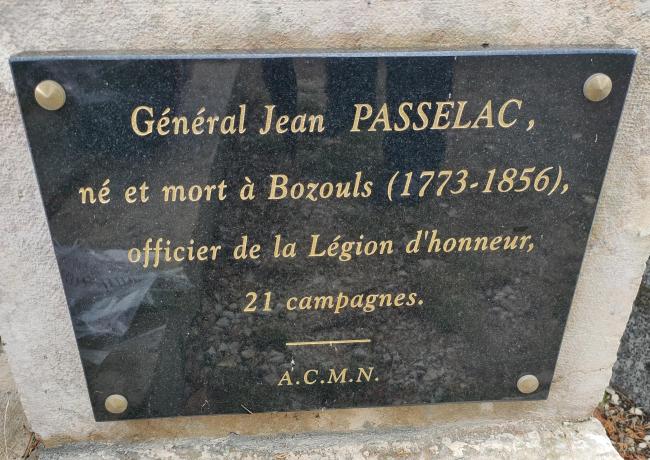 Général Jean PASSELAC,
né et mort à Bozouls (1773-1856),
officier de la Légion d'honneur,
21 campagnes.
A.C.M.N.